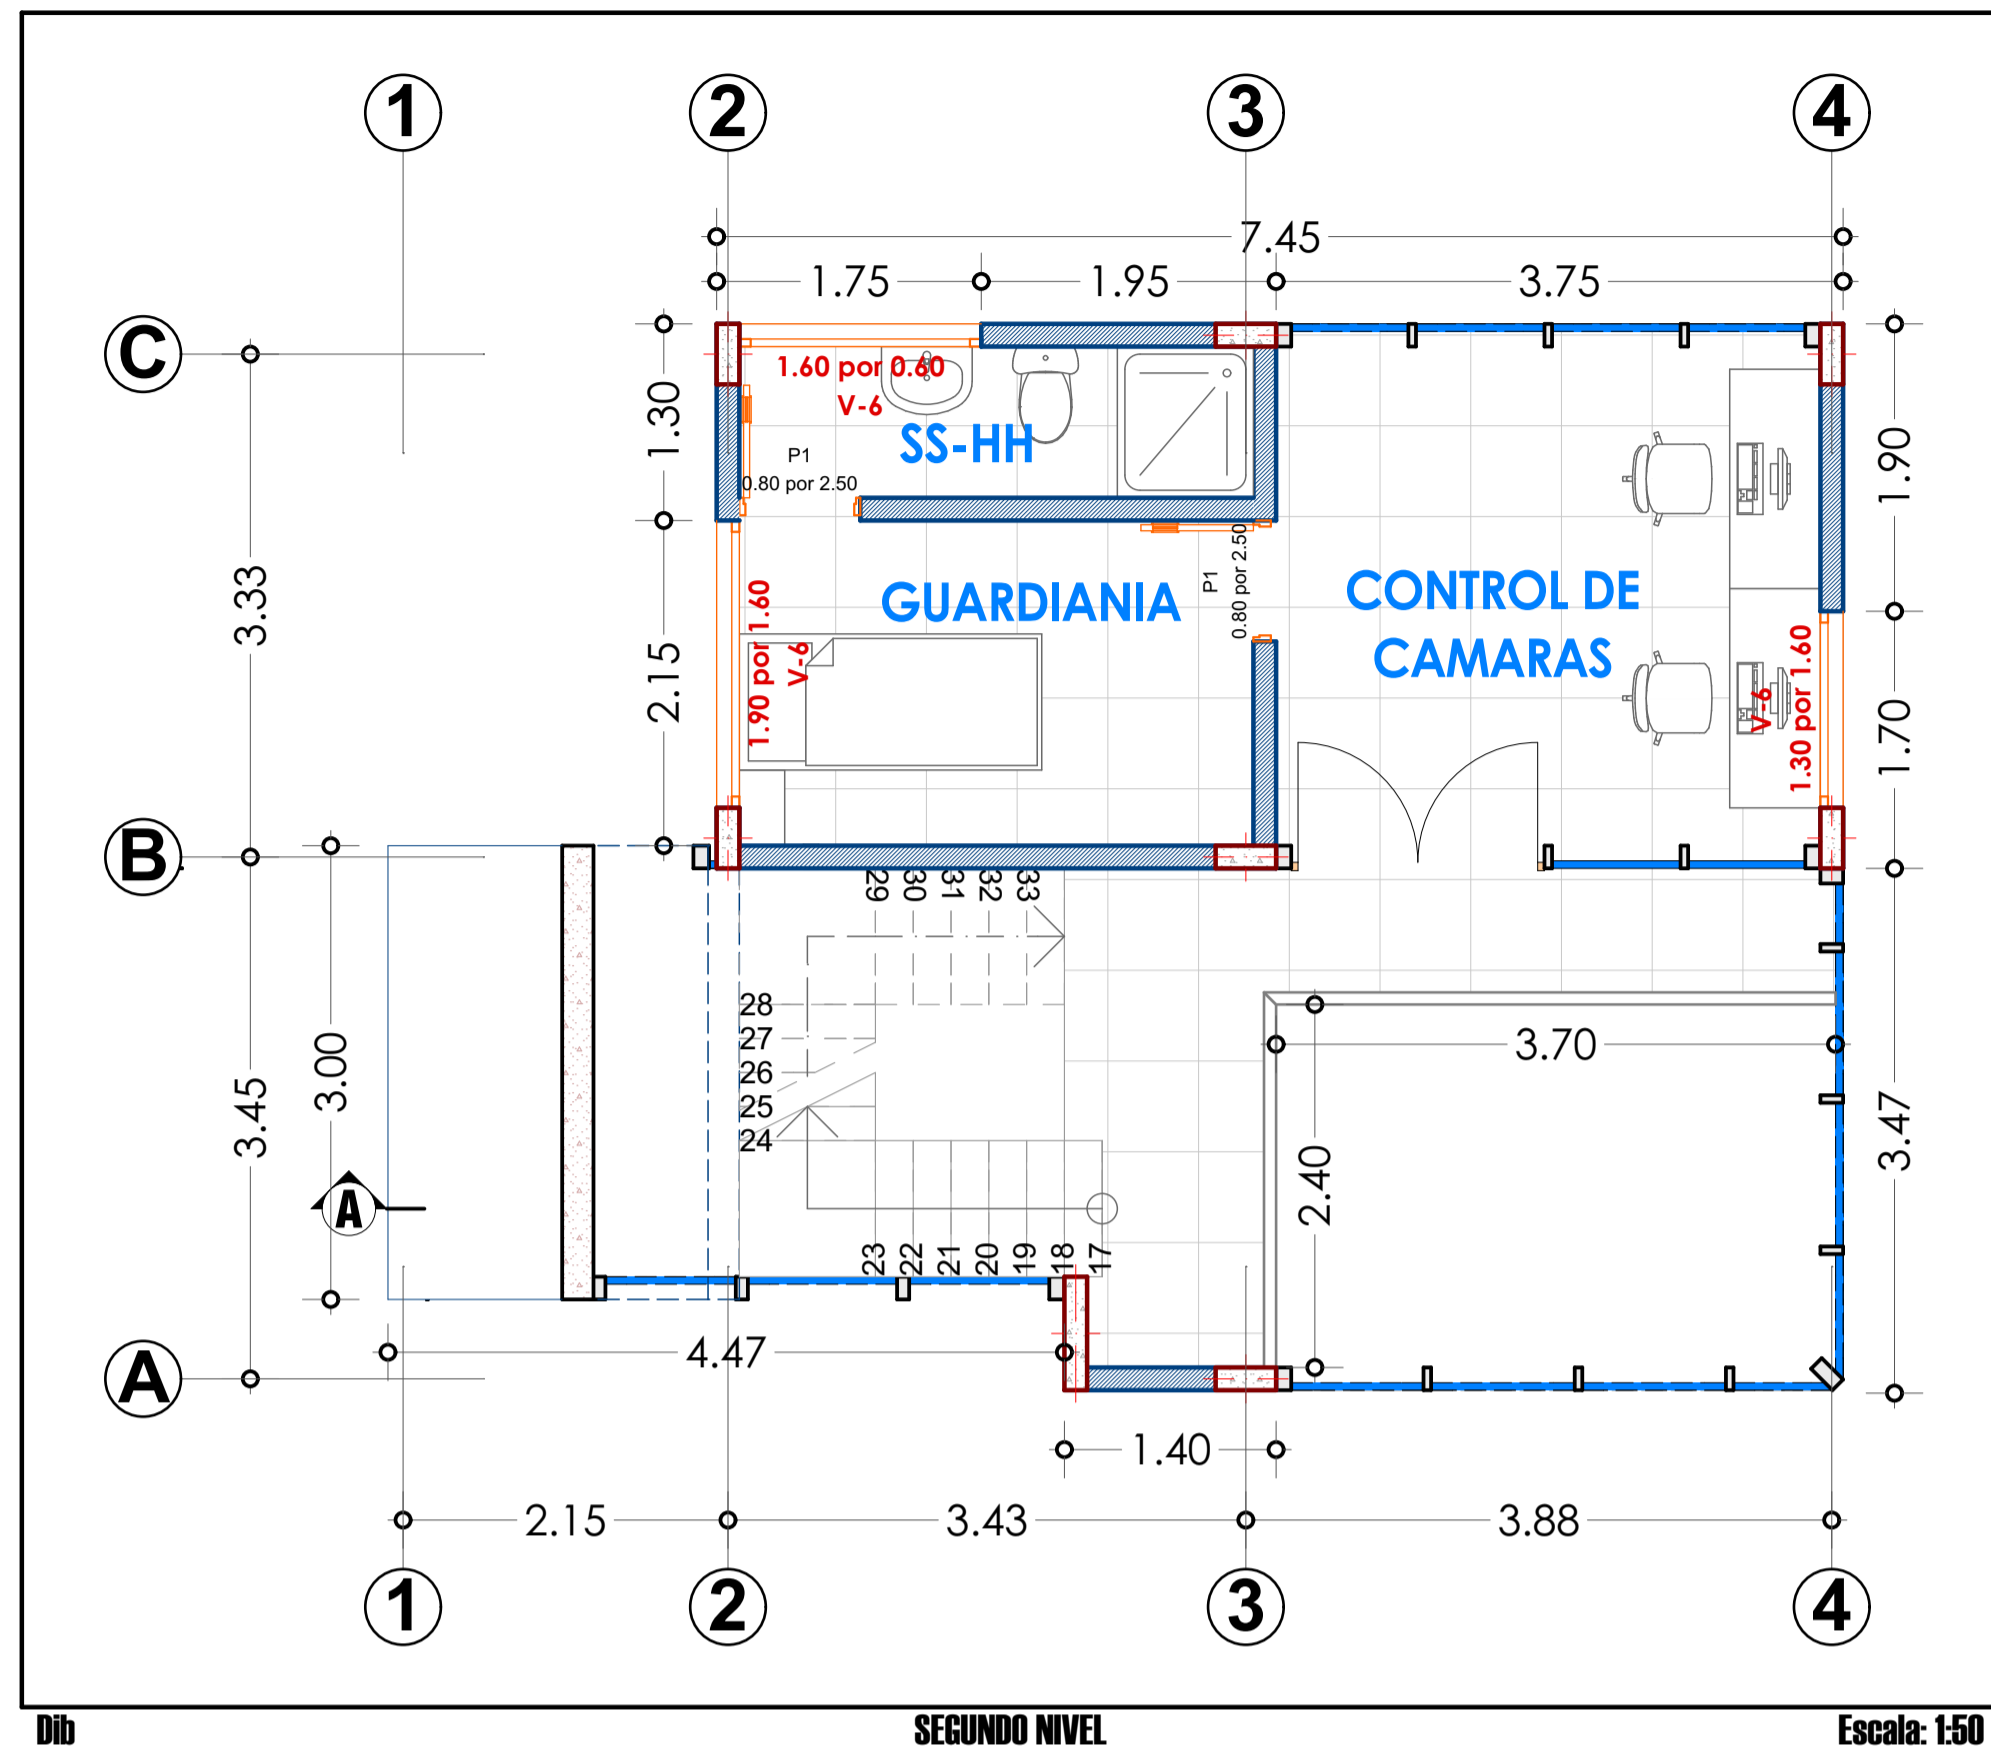 1 2 3 4
7.45
1.75 1.95 3.75
C
1.60 por 0.60
V-6
SS-HH
P1
0.80 por 2.50
1.30
1.90
3.33
GUARDIANIA
P1
0.80 por 2.50
CONTROL DE
CAMARAS
1.90 por 1.60
V-6
2.15
V-6
1.30 por 1.60
1.70
B
29 30 31 32 33
28
27
26
25
24
3.45
3.00
3.70
2.40
3.47
A
23 22 21 20 19 18 17
4.47
A
1.40
2.15 3.43 3.88
1 2 3 4
Dib SEGUNDO NIVEL Escala: 1:50